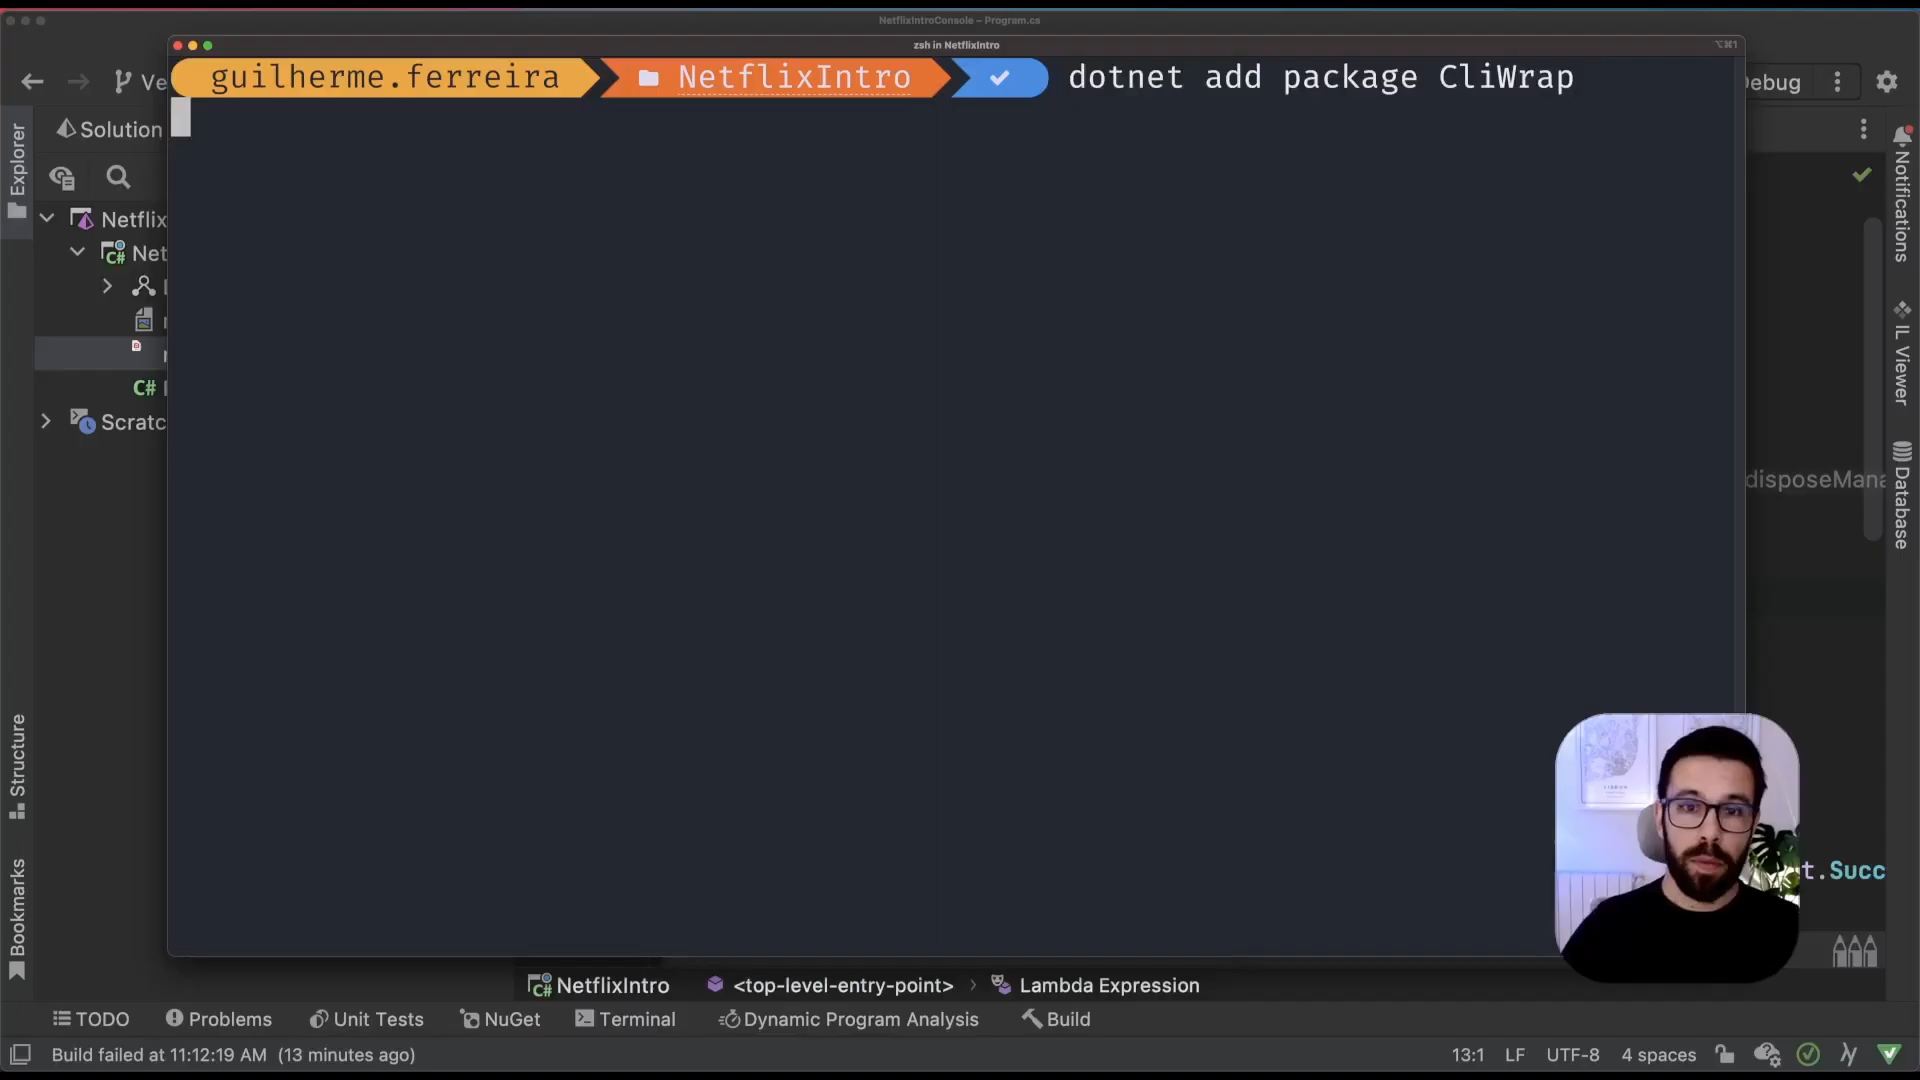 NetflixIntroConsole – Program.cs
zsh in NetflixIntro
⌥⌘1
guilherme.ferreira NetflixIntro ✓ dotnet add package CliWrap
Ve
ebug
Solution
Explorer
Notifications
Netflix
Net
IL Viewer
C#
Scratc
disposeMana
Database
Structure
LISBON
t.Succ
Bookmarks
NetflixIntro <top-level-entry-point> › Lambda Expression
TODO Problems Unit Tests NuGet Terminal Dynamic Program Analysis Build
Build failed at 11:12:19 AM (13 minutes ago) 13:1 LF UTF-8 4 spaces